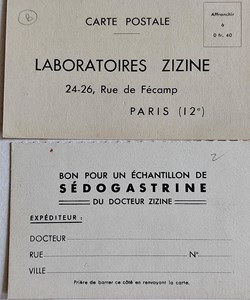 B
CARTE POSTALE
Affranchir
à
0 fr. 40
LABORATOIRES ZIZINE
24-26, Rue de Fécamp
PARIS (12e)
2
BON POUR UN ÉCHANTILLON DE
SÉDOGASTRINE
DU DOCTEUR ZIZINE
EXPÉDITEUR :
DOCTEUR
RUE N°
VILLE
Prière de barrer ce côté en renvoyant la carte.